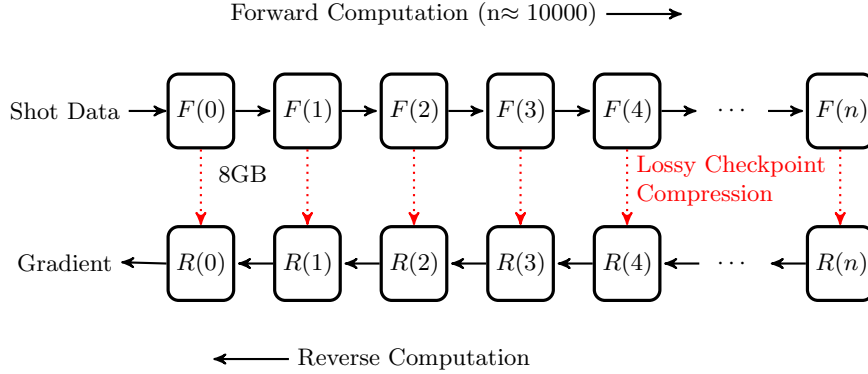 Forward Computation (n≈ 10000)
Shot Data F(0) F(1) F(2) F(3) F(4) ··· F(n)
8GB
Lossy Checkpoint
Compression
Gradient R(0) R(1) R(2) R(3) R(4) ··· R(n)
Reverse Computation